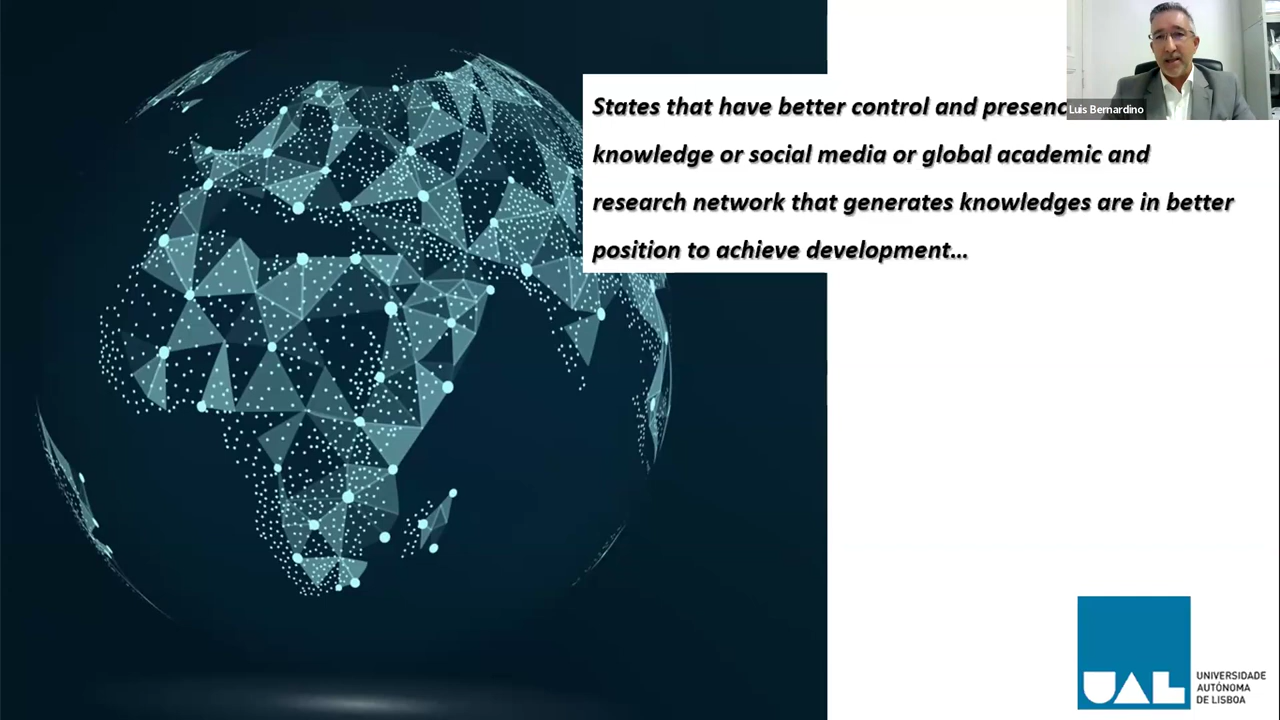 States that have better control and presenc
Luis Bernardino
knowledge or social media or global academic and
research network that generates knowledges are in better
position to achieve development...
UAL
UNIVERSIDADE
AUTÓNOMA
DE LISBOA